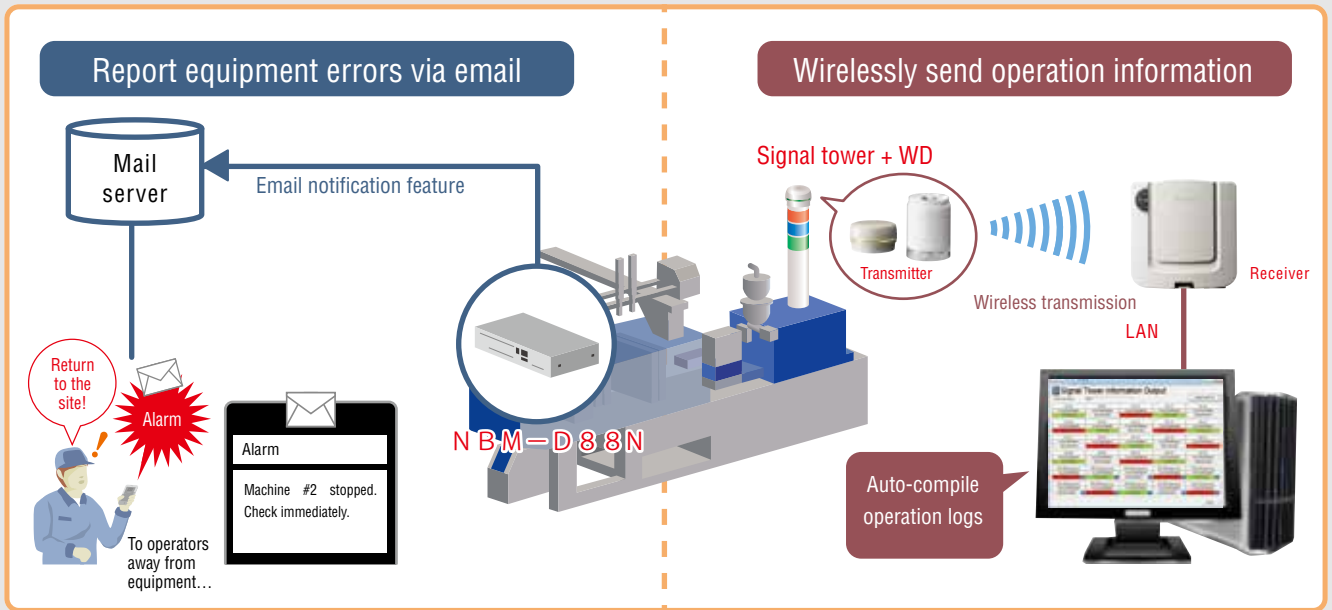 Report equipment errors via email
Mail
server
Email notification feature
Return
to the
site!
Alarm
To operators
away from
equipment…
Alarm
Machine #2 stopped.
Check immediately.
NBM－D88N
Wirelessly send operation information
Signal tower + WD
Transmitter
Wireless transmission
Receiver
LAN
Signal Tower Information Output
Auto-compile
operation logs